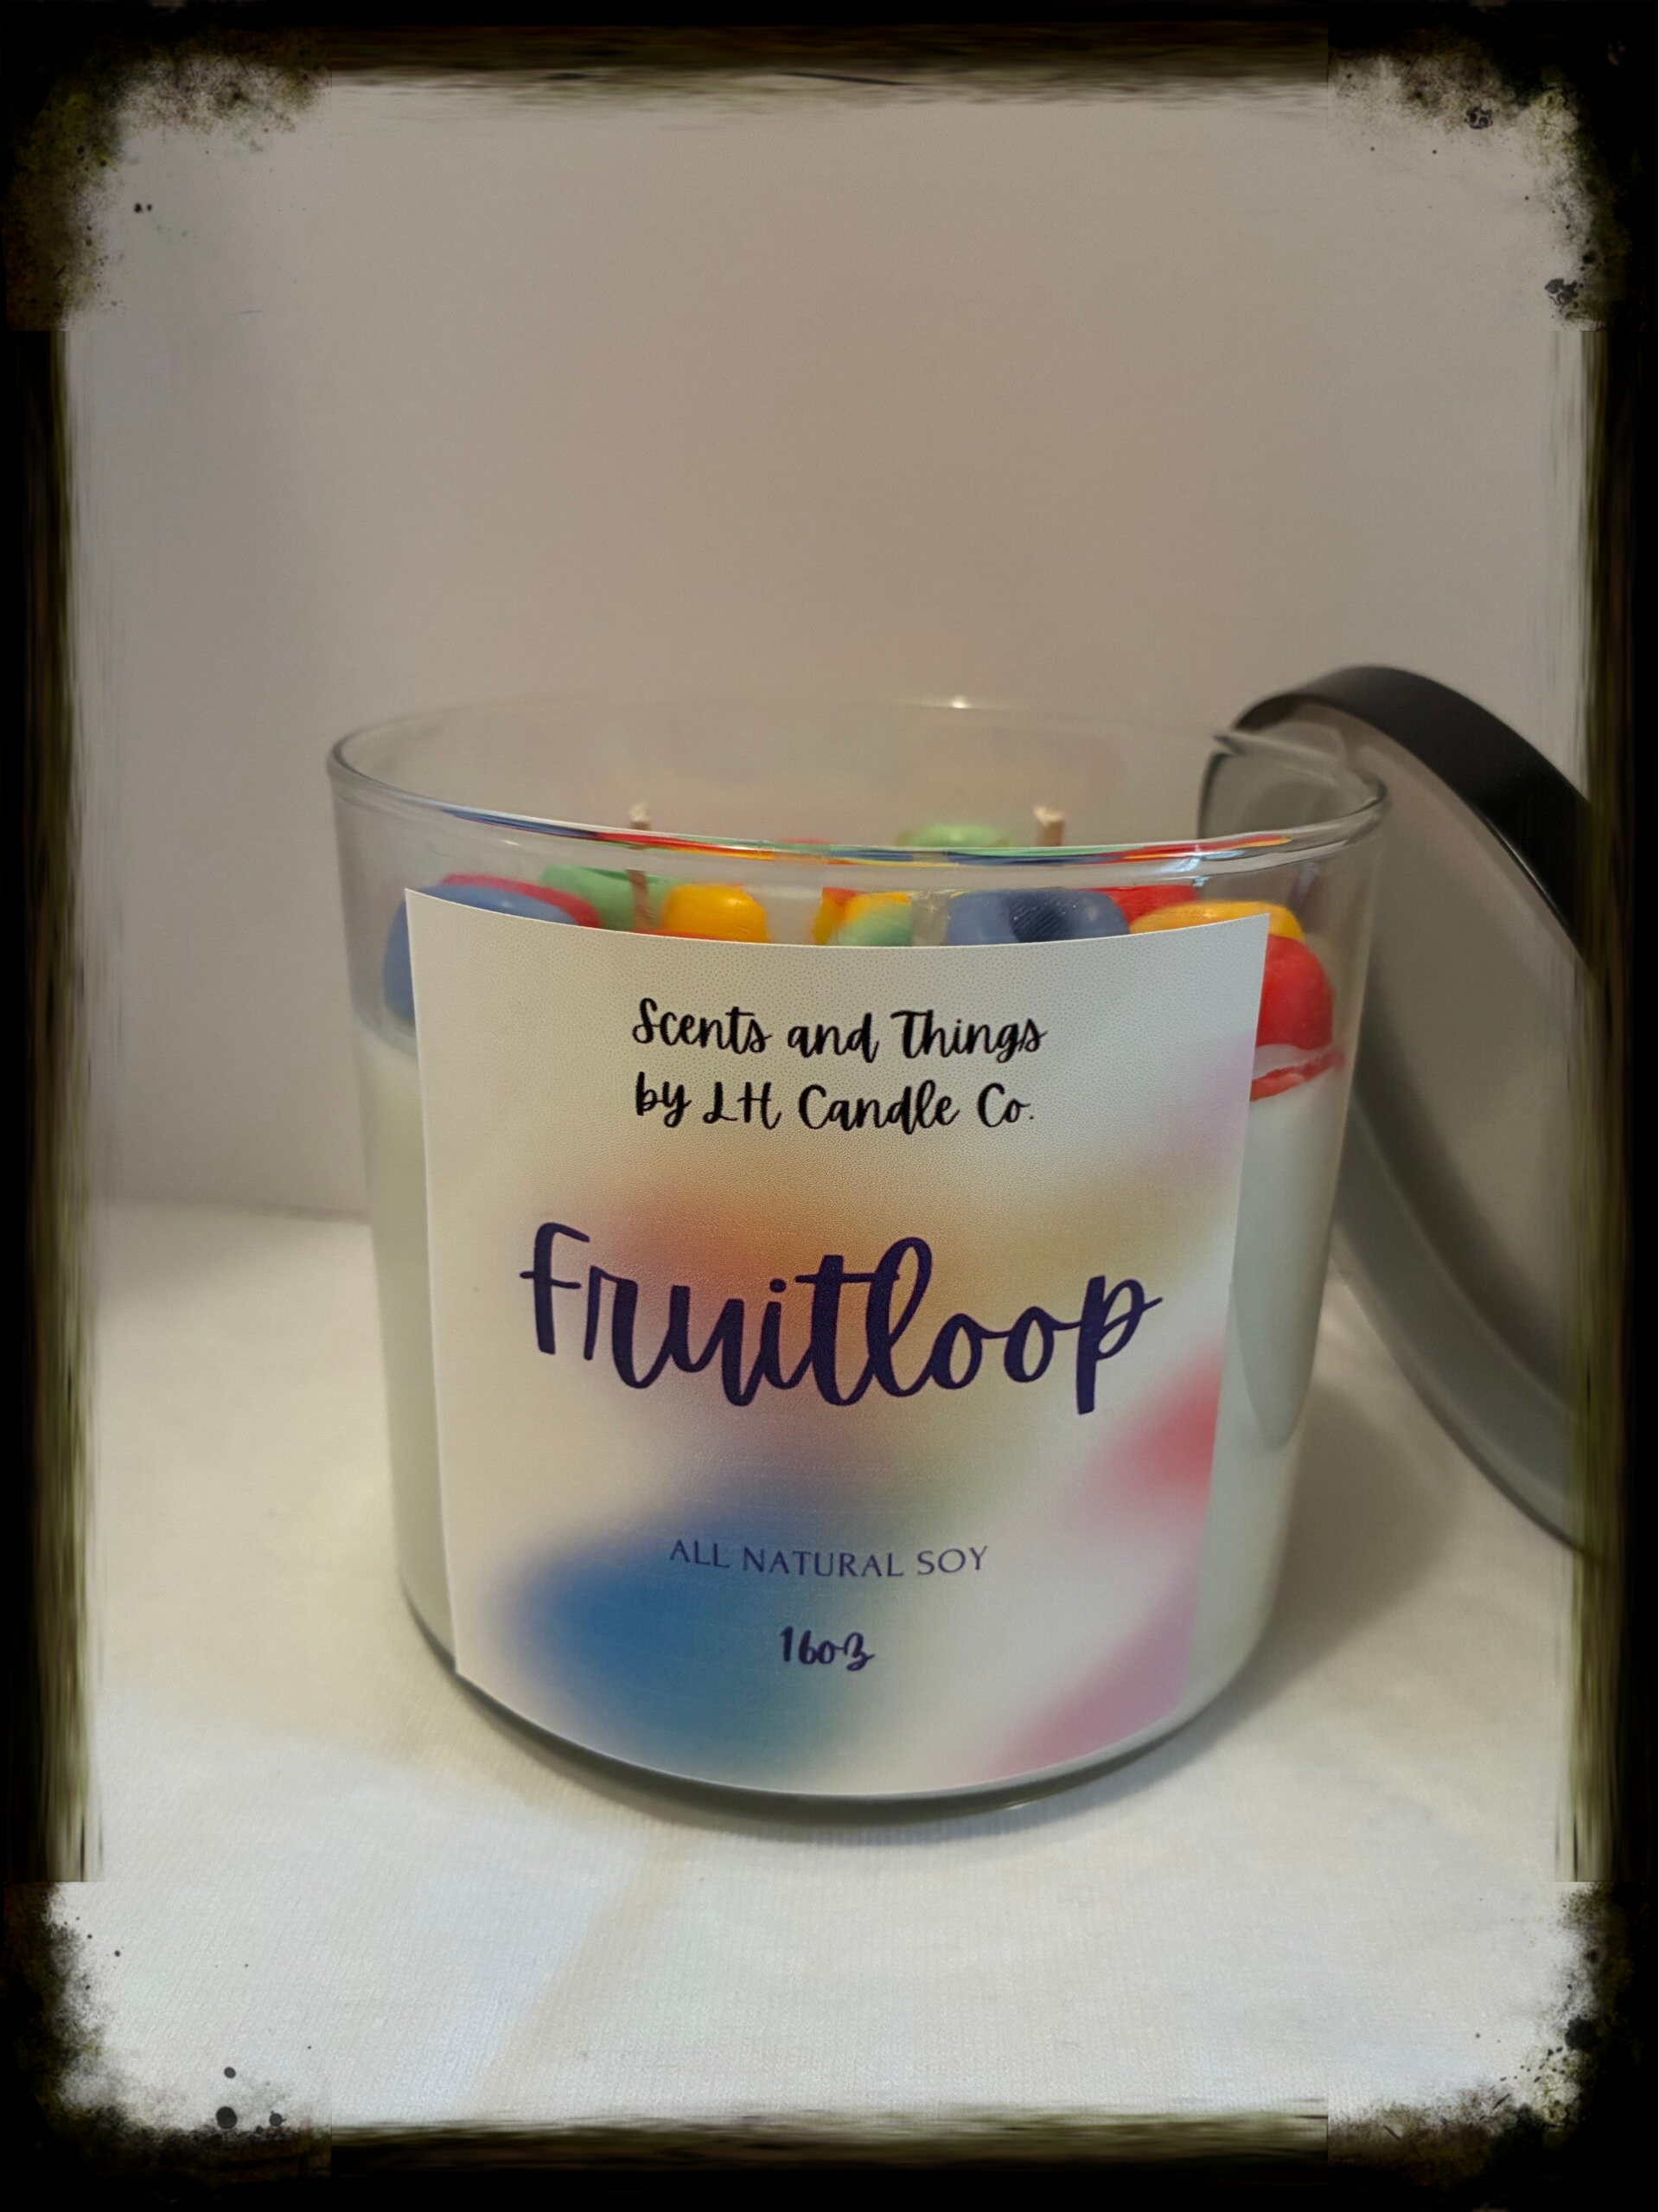 Scents and Things
by LH Candle Co.
Fruitloop
ALL NATURAL SOY
16oz